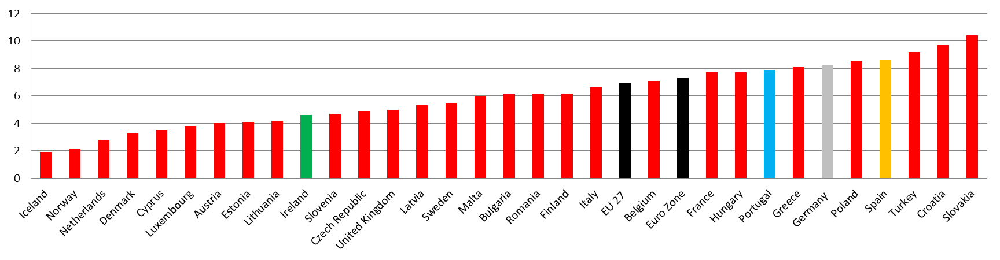 12
10
8
6
4
2
0
Iceland
Norway
Netherlands
Denmark
Cyprus
Luxembourg
Austria
Estonia
Lithuania
Ireland
Slovenia
Czech Republic
United Kingdom
Latvia
Sweden
Malta
Bulgaria
Romania
Finland
Italy
EU 27
Belgium
Euro Zone
France
Hungary
Portugal
Greece
Germany
Poland
Spain
Turkey
Croatia
Slovakia